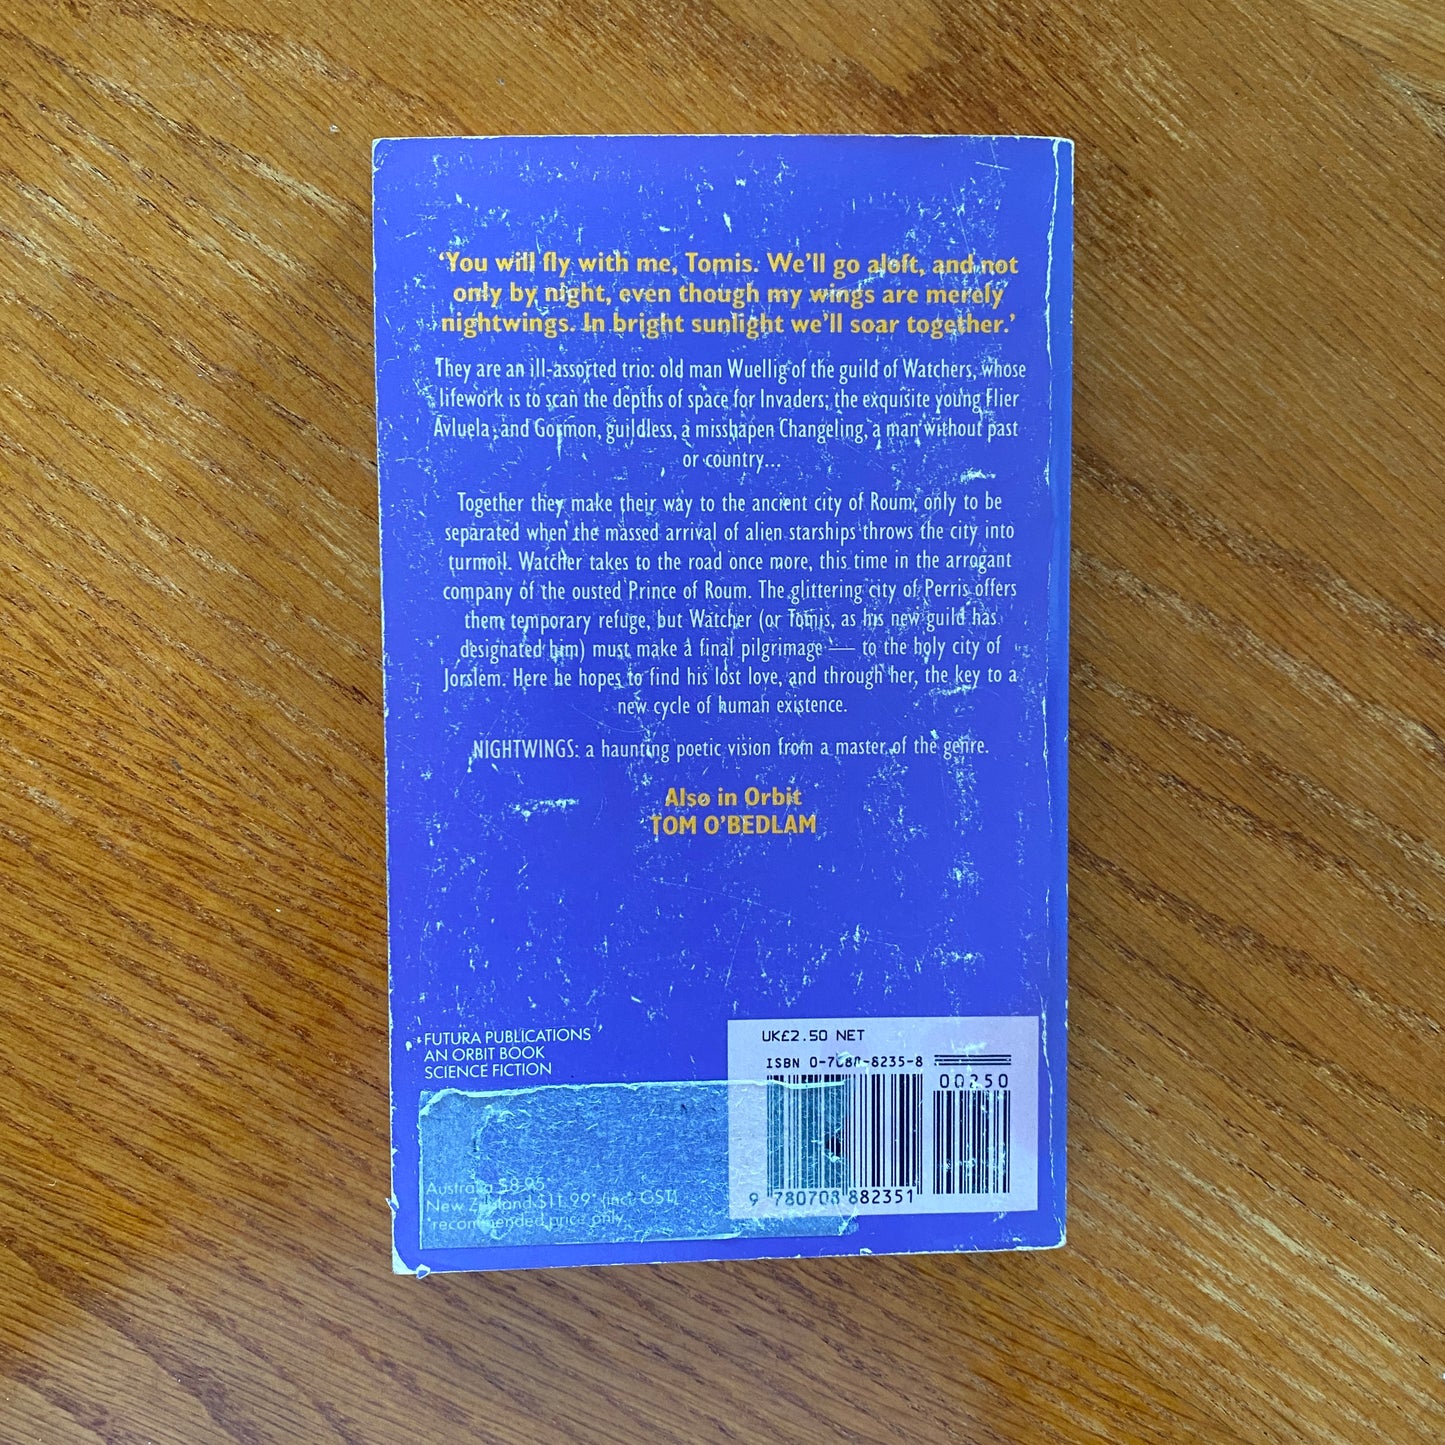 ‘You will fly with me, Tomis. We’ll go aloft, and not
only by night, even though my wings are merely
nightwings. In bright sunlight we’ll soar together.’
They are an ill-assorted trio: old man Wuellig of the guild of Watchers, whose
lifework is to scan the depths of space for Invaders; the exquisite young Flier
Avluela; and Gormon, guildless, a misshapen Changeling, a man without past
or country...
Together they make their way to the ancient city of Roum, only to be
separated when the massed arrival of alien starships throws the city into
turmoil. Watcher takes to the road once more, this time in the arrogant
company of the ousted Prince of Roum. The glittering city of Perris offers
them temporary refuge, but Watcher (or Tomis, as his new guild has
designated him) must make a final pilgrimage — to the holy city of
Jorslem. Here he hopes to find his lost love, and through her, the key to a
new cycle of human existence.
NIGHTWINGS: a haunting poetic vision from a master of the genre.
Also in Orbit
TOM O’BEDLAM
FUTURA PUBLICATIONS
AN ORBIT BOOK
SCIENCE FICTION
Australia $8.95*
New Zealand $11.99* (incl GST)
*recommended price only
UK£2.50 NET
ISBN 0-7088-8235-8
00250
9 780708 882351